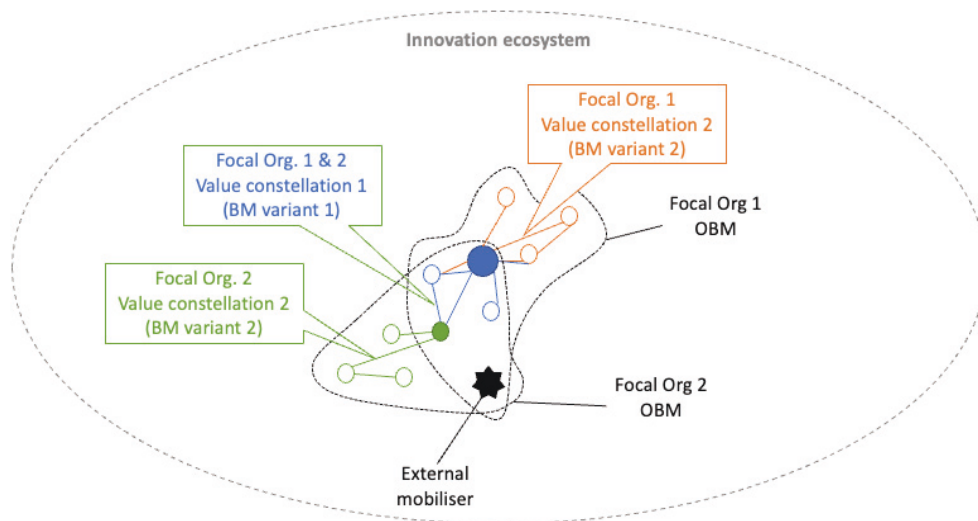 Innovation ecosystem
Focal Org. 1
Value constellation 2
(BM variant 2)
Focal Org. 1 & 2
Value constellation 1
(BM variant 1)
Focal Org 1
OBM
Focal Org. 2
Value constellation 2
(BM variant 2)
Focal Org 2
OBM
External
mobiliser